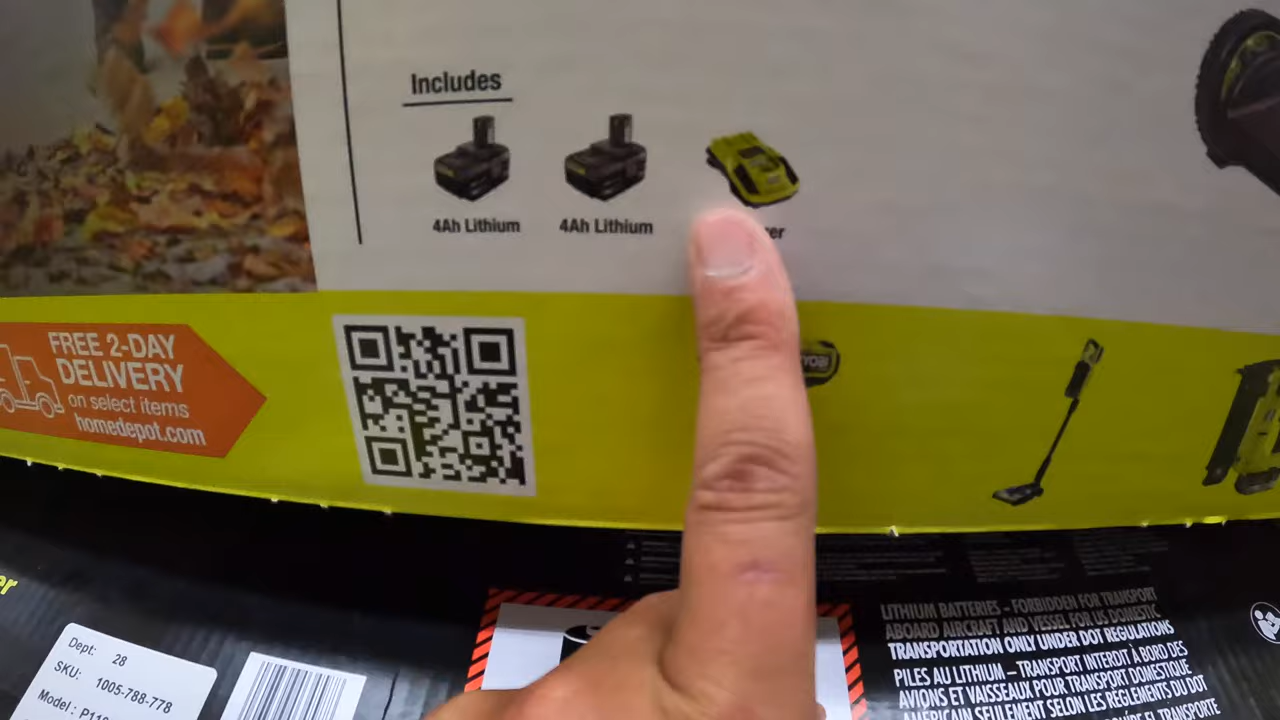 Includes
4Ah Lithium
4Ah Lithium
FREE 2-DAY
DELIVERY
on select items
homedepot.com
Dept: 28
SKU: 1005-788-778
Model :
LITHIUM BATTERIES – FORBIDDEN FOR TRANSPORT
ABOARD AIRCRAFT AND VESSEL FOR US DOMESTIC
TRANSPORTATION ONLY UNDER DOT REGULATIONS
PILES AU LITHIUM – TRANSPORT INTERDIT À BORD DES
AVIONS ET VAISSEAUX POUR TRANSPORT DOMESTIQUE
AMÉRICAIN SEULEMENT SELON LES RÈGLEMENTS DU DOT